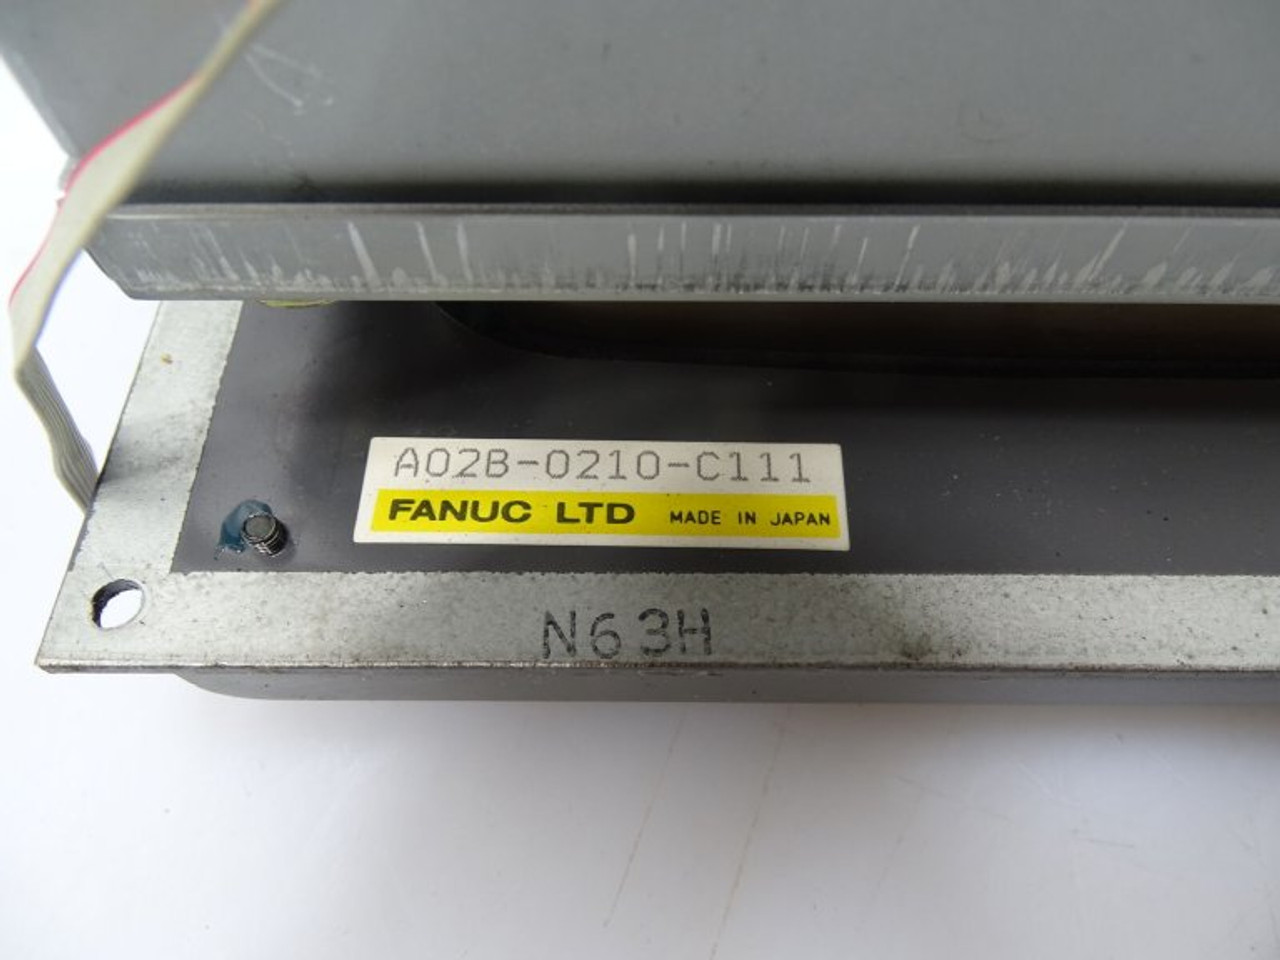 A02B-0210-C111
FANUC LTD MADE IN JAPAN
N63H